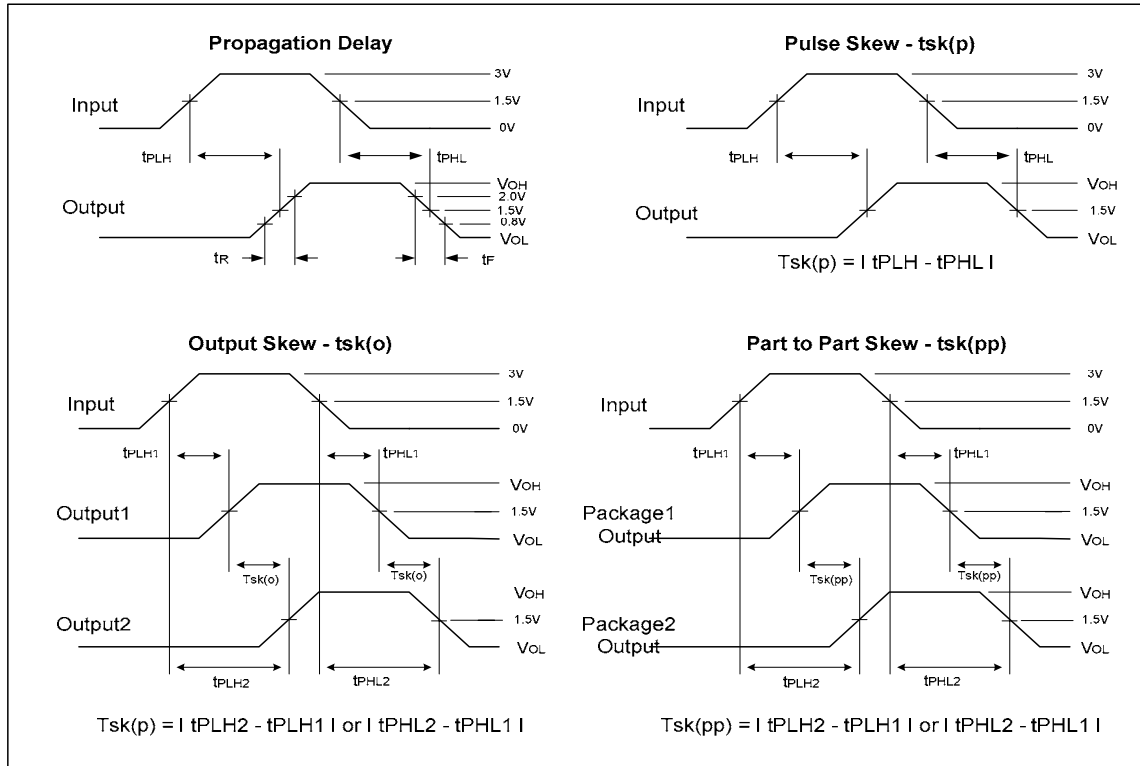 Propagation Delay
Input
3V
1.5V
0V
tPLH
tPHL
Output
VOH
2.0V
1.5V
0.8V
VOL
tR
tF
Pulse Skew - tsk(p)
Input
3V
1.5V
0V
tPLH
tPHL
Output
VOH
1.5V
VOL
Tsk(p) = | tPLH - tPHL |
Output Skew - tsk(o)
Input
3V
1.5V
0V
tPLH1
tPHL1
Output1
VOH
1.5V
VOL
Tsk(o)
Tsk(o)
Output2
VOH
1.5V
VOL
tPLH2
tPHL2
Tsk(p) = | tPLH2 - tPLH1 | or | tPHL2 - tPHL1 |
Part to Part Skew - tsk(pp)
Input
3V
1.5V
0V
tPLH1
tPHL1
Package1
Output
VOH
1.5V
VOL
Tsk(pp)
Tsk(pp)
Package2
Output
VOH
1.5V
VOL
tPLH2
tPHL2
Tsk(pp) = | tPLH2 - tPLH1 | or | tPHL2 - tPHL1 |